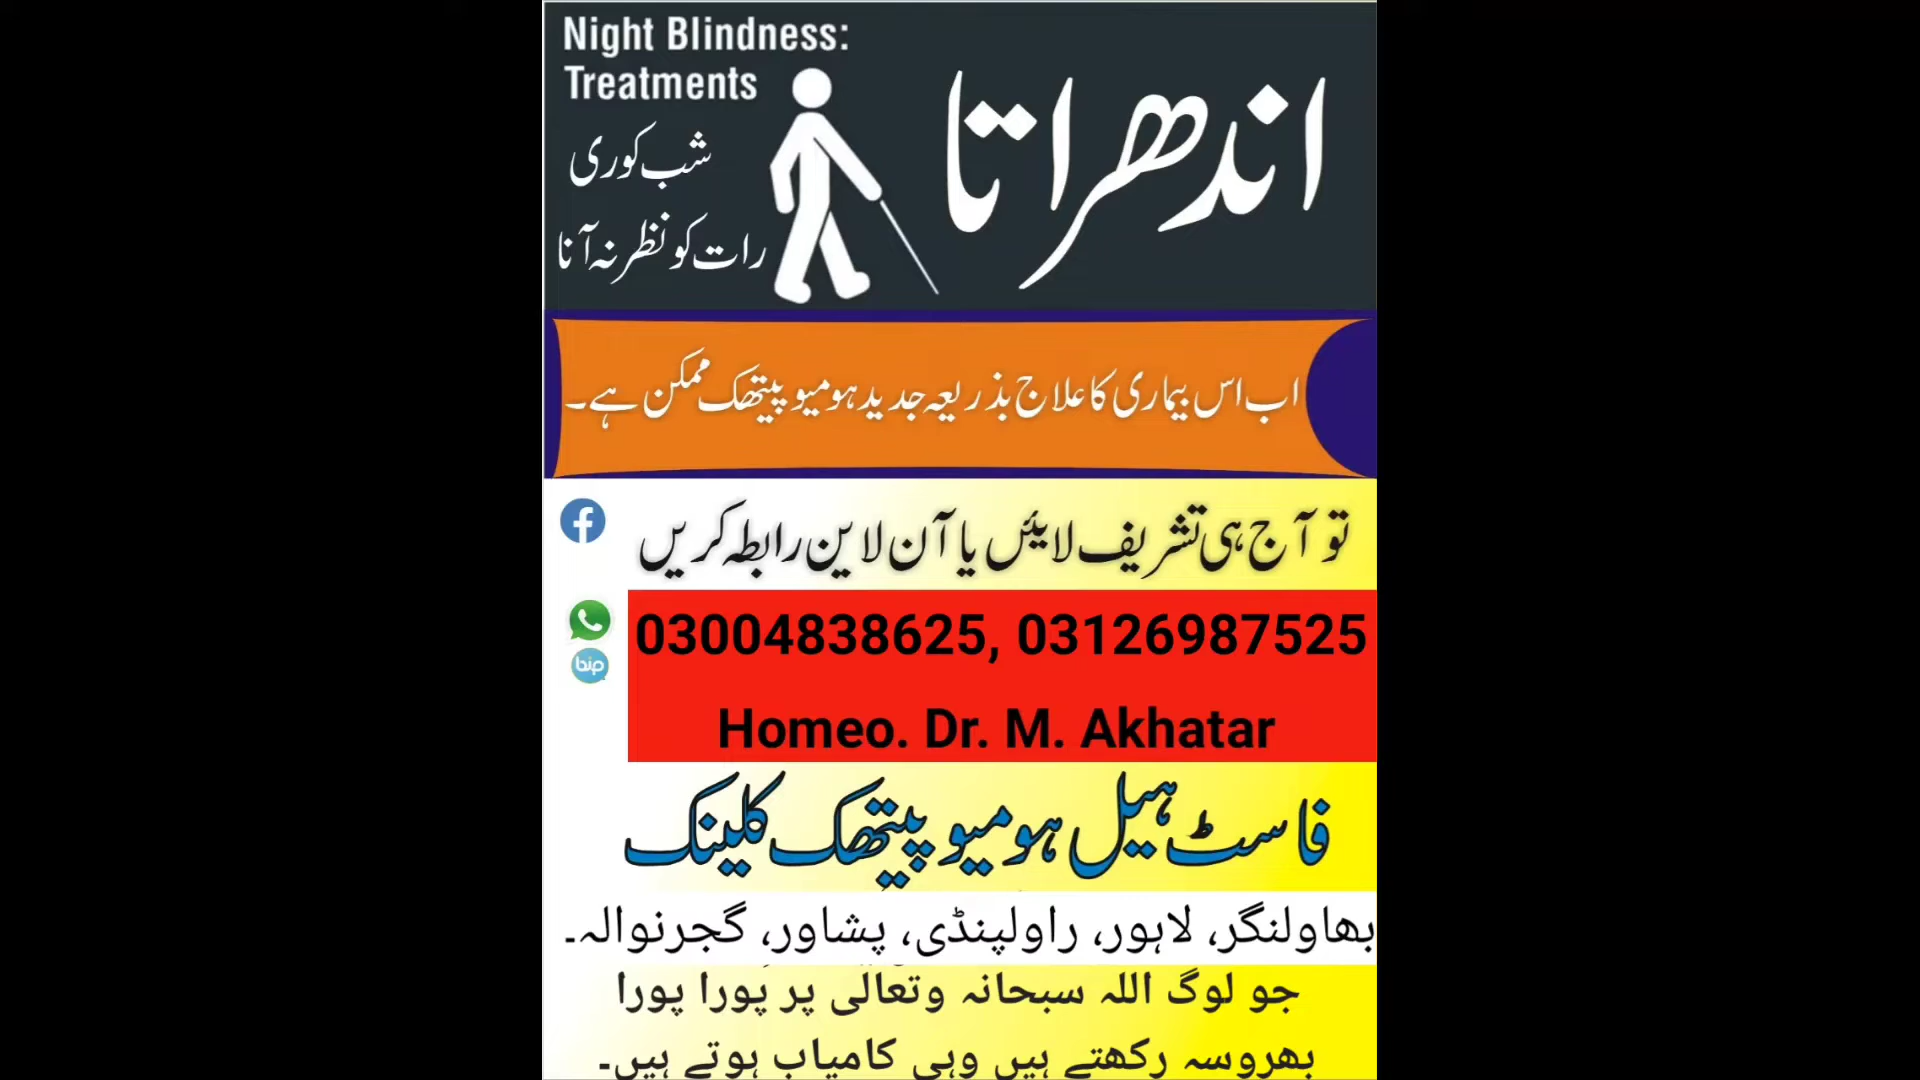 Night Blindness:
Treatments
اندھراتا
شب کوری
رات کو نظر نہ آنا
اب اس بیماری کا علاج بذریعہ جدید ہومیو پیتھک ممکن ہے۔
تو آج ہی تشریف لایئں یا آن لاین رابطہ کریں
03004838625, 03126987525
bip
Homeo. Dr. M. Akhatar
فاسٹ ہیل ہومیو پیتھک کلینک
بھاولنگر، لاہور، راولپنڈی، پشاور، گجرنوالہ۔
جو لوگ اللہ سبحانہ وتعالی پر پورا پورا
بھروسہ رکھتے ہیں وہی کامیاب ہوتے ہیں۔